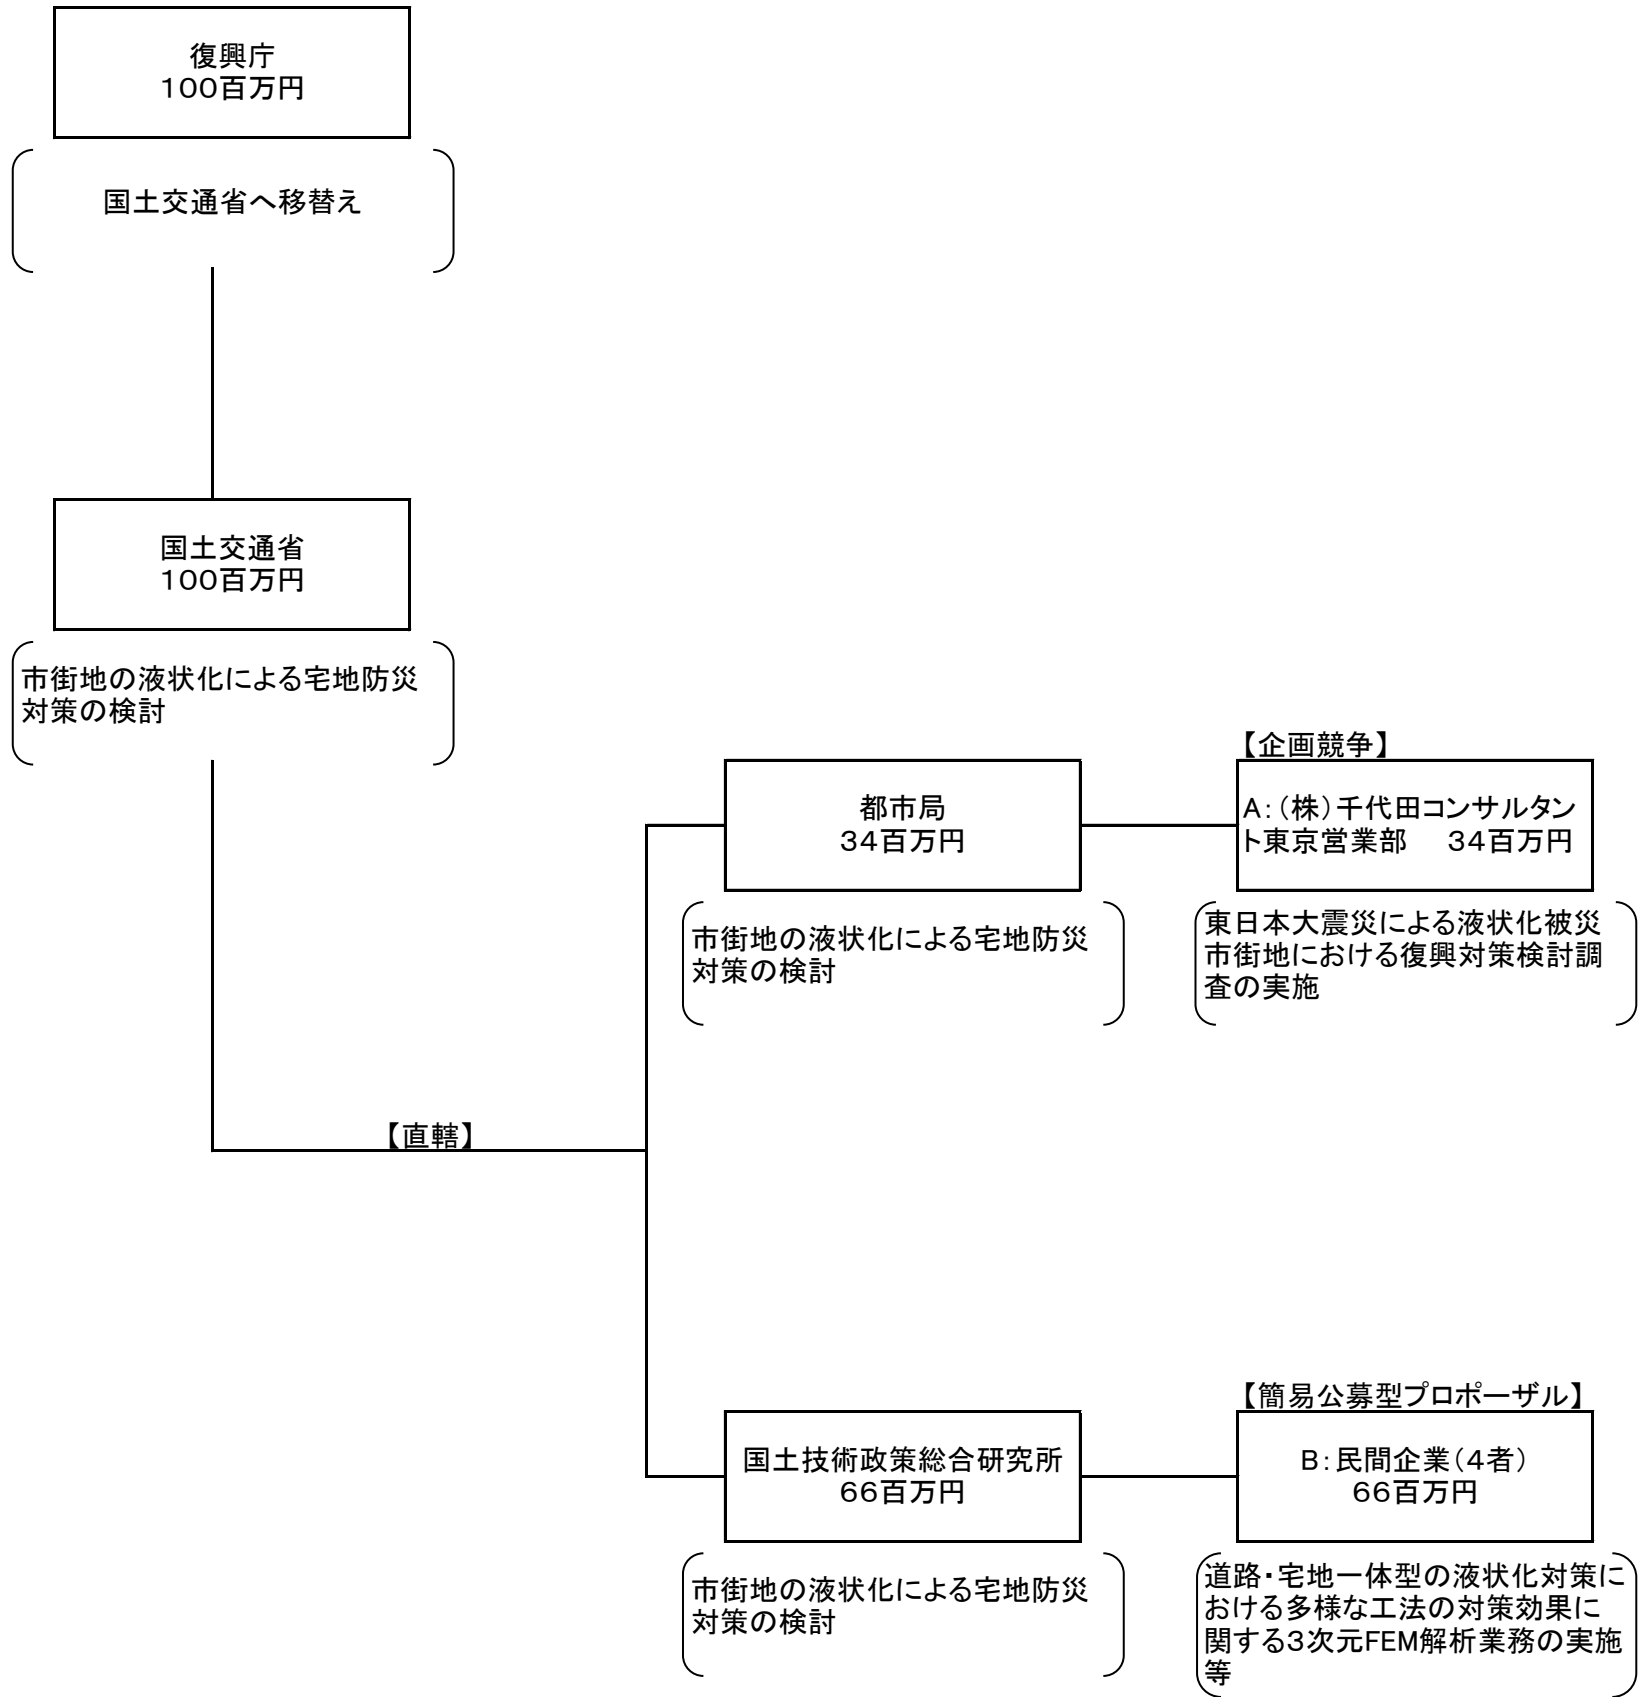 復興庁
100百万円
国土交通省へ移替え
国土交通省
100百万円
市街地の液状化による宅地防災
対策の検討
【直轄】
都市局
34百万円
市街地の液状化による宅地防災
対策の検討
【企画競争】
A:(株)千代田コンサルタン
ト東京営業部　34百万円
東日本大震災による液状化被災
市街地における復興対策検討調
査の実施
国土技術政策総合研究所
66百万円
市街地の液状化による宅地防災
対策の検討
【簡易公募型プロポーザル】
B:民間企業(4者)
66百万円
道路・宅地一体型の液状化対策に
おける多様な工法の対策効果に
関する3次元FEM解析業務の実施
等